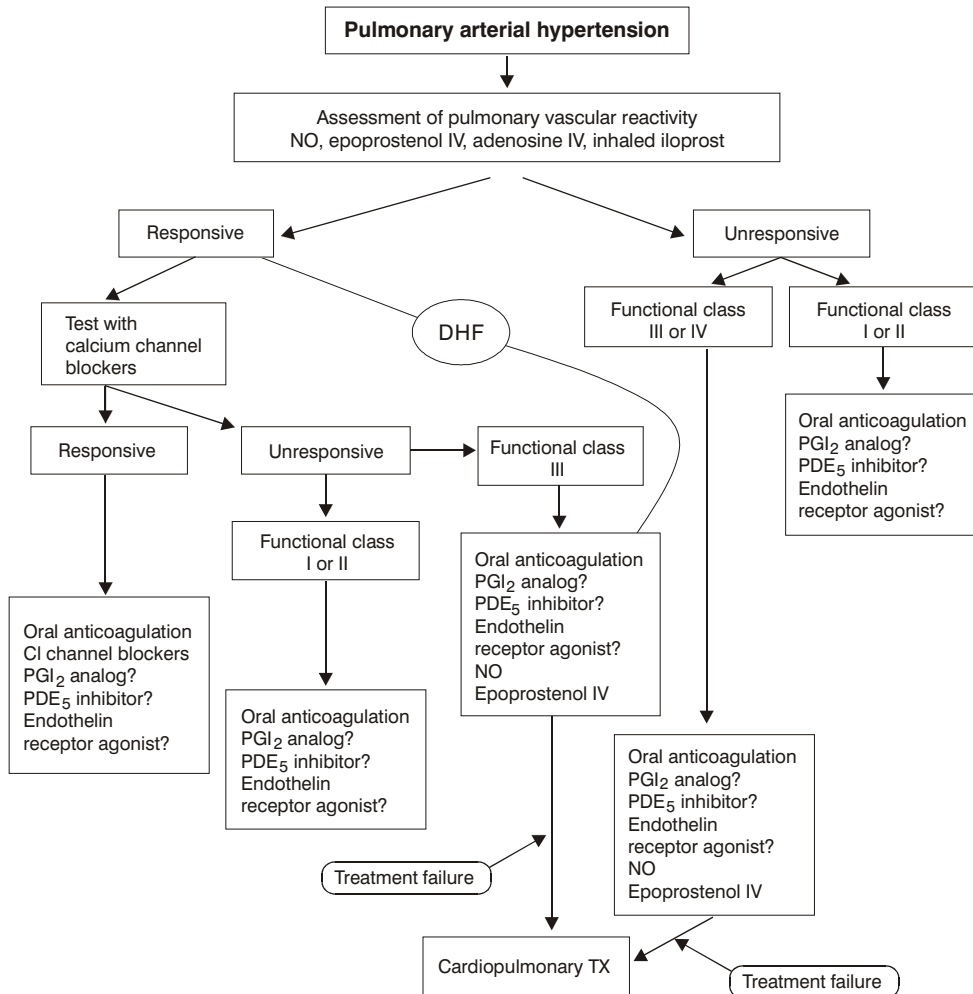 Pulmonary arterial hypertension
Assessment of pulmonary vascular reactivity
NO, epoprostenol IV, adenosine IV, inhaled iloprost
Responsive
Unresponsive
DHF
Test with
calcium channel
blockers
Functional class
III or IV
Functional class
I or II
Responsive
Unresponsive
Functional class
III
Oral anticoagulation
PGI2 analog?
PDE5 inhibitor?
Endothelin
receptor agonist?
Functional class
I or II
Oral anticoagulation
PGI2 analog?
PDE5 inhibitor?
Endothelin
receptor agonist?
NO
Epoprostenol IV
Oral anticoagulation
Cl channel blockers
PGI2 analog?
PDE5 inhibitor?
Endothelin
receptor agonist?
Oral anticoagulation
PGI2 analog?
PDE5 inhibitor?
Endothelin
receptor agonist?
Oral anticoagulation
PGI2 analog?
PDE5 inhibitor?
Endothelin
receptor agonist?
NO
Epoprostenol IV
Treatment failure
Cardiopulmonary TX
Treatment failure